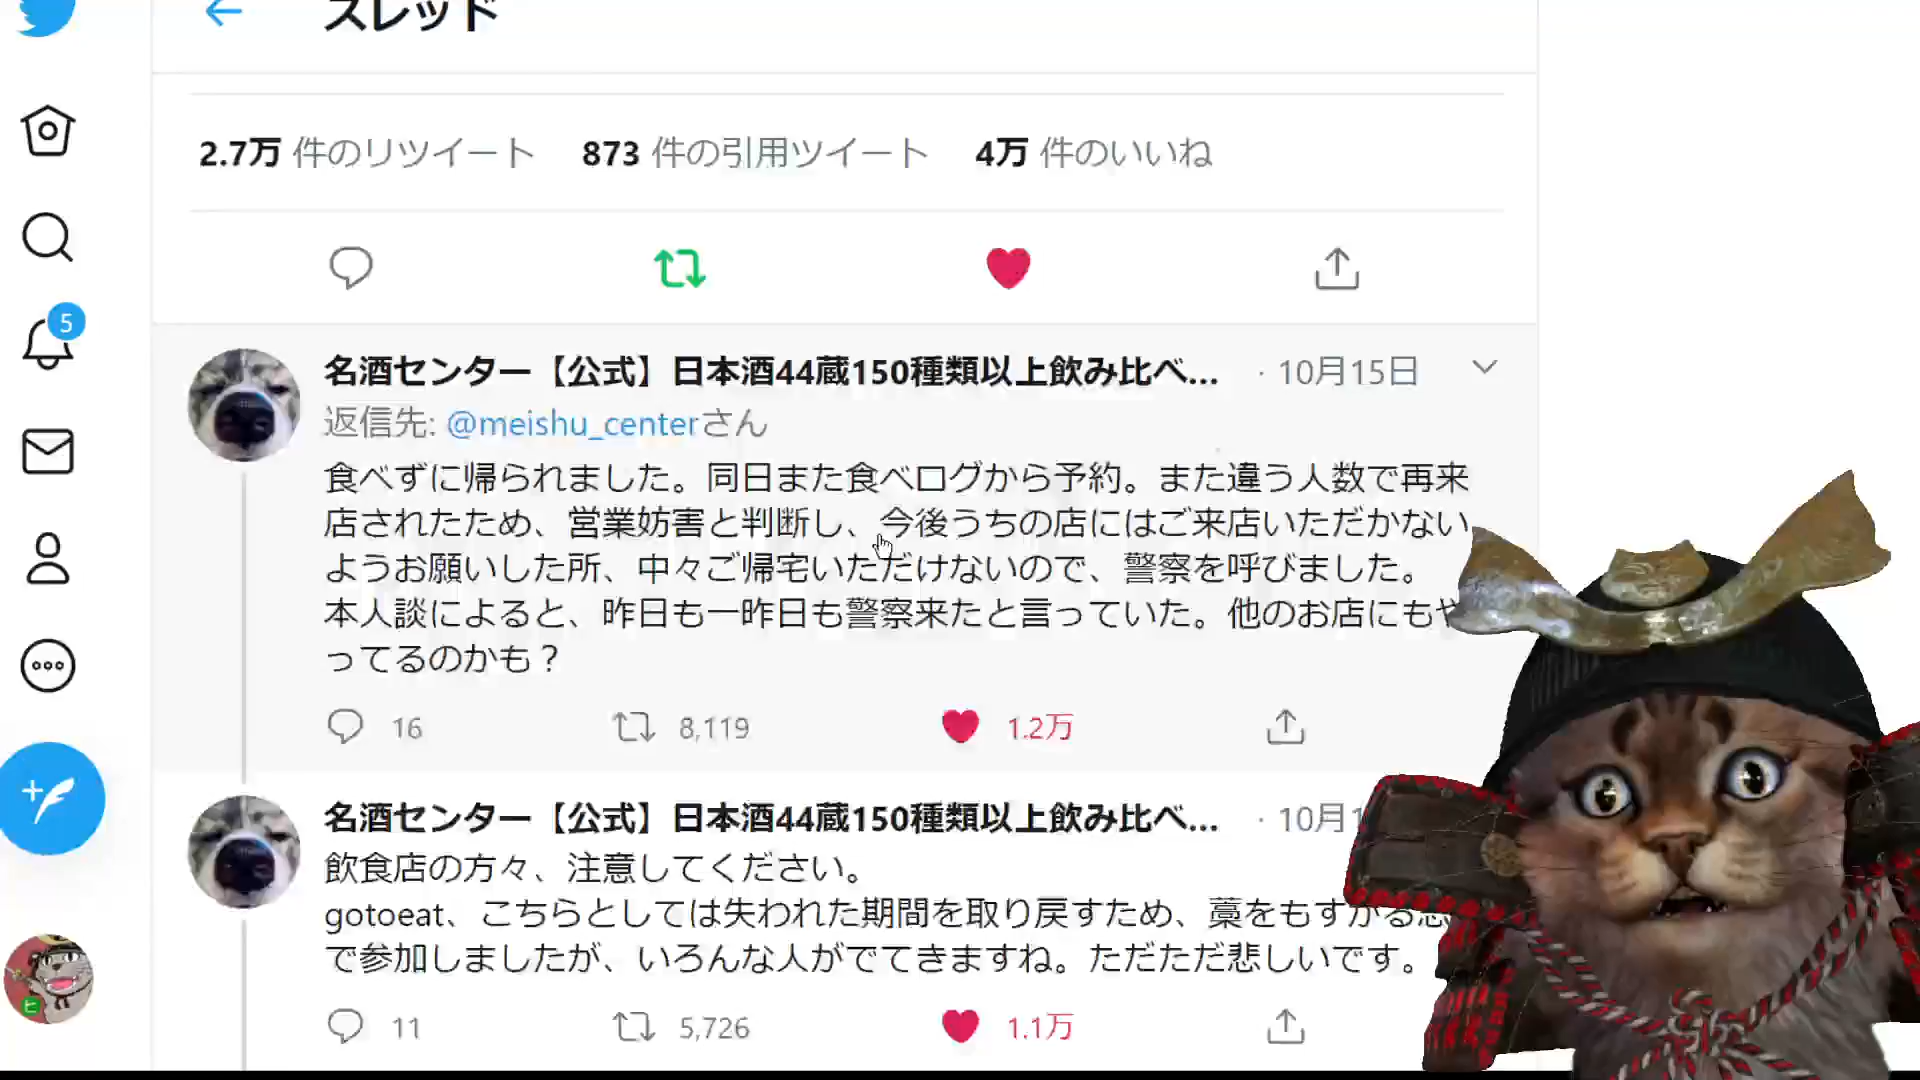 スレッド
2.7万 件のリツイート 873 件の引用ツイート 4万 件のいいね
5
名酒センター【公式】日本酒44蔵150種類以上飲み比べ... · 10月15日
返信先: @meishu_centerさん
食べずに帰られました。同日また食べログから予約。また違う人数で再来
店されたため、営業妨害と判断し、今後うちの店にはご来店いただかない
ようお願いした所、中々ご帰宅いただけないので、警察を呼びました。
本人談によると、昨日も一昨日も警察来たと言っていた。他のお店にもや
ってるのかも？
16 8,119 1.2万
名酒センター【公式】日本酒44蔵150種類以上飲み比べ... · 10月1
飲食店の方々、注意してください。
gotoeat、こちらとしては失われた期間を取り戻すため、藁をもすがる思
で参加しましたが、いろんな人がでてきますね。ただただ悲しいです。
11 5,726 1.1万